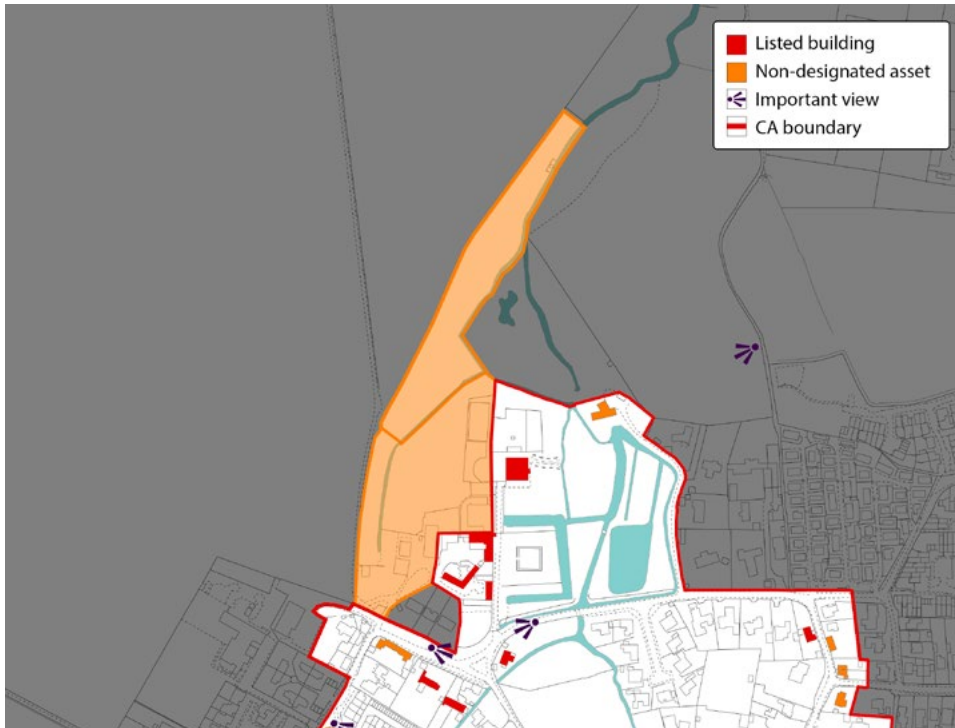 Listed building
Non-designated asset
Important view
CA boundary